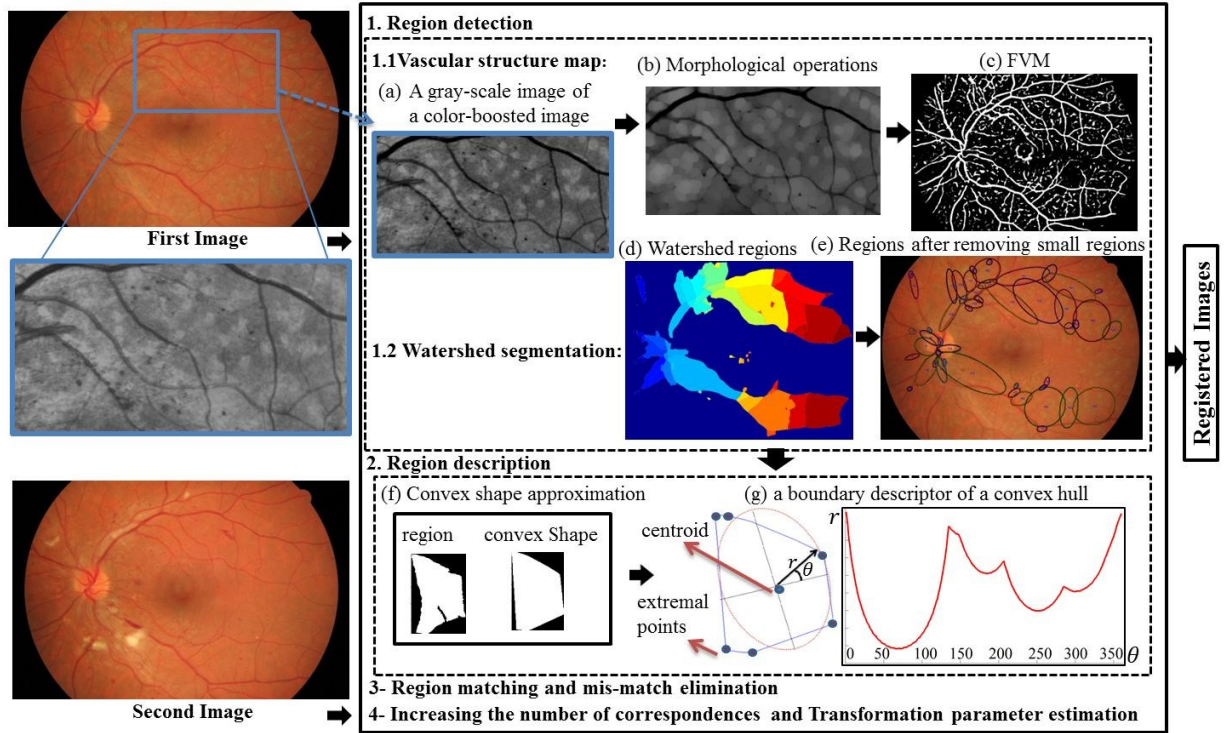 1. Region detection
1.1Vascular structure map:
(a) A gray-scale image of
a color-boosted image
(b) Morphological operations
(c) FVM
First Image
(d) Watershed regions
(e) Regions after removing small regions
1.2 Watershed segmentation:
Registered Images
2. Region description
(f) Convex shape approximation
region
convex Shape
centroid
extremal
points
r
θ
(g) a boundary descriptor of a convex hull
r
0
50
100
150
200
250
300
350
θ
3- Region matching and mis-match elimination
4- Increasing the number of correspondences and Transformation parameter estimation
Second Image